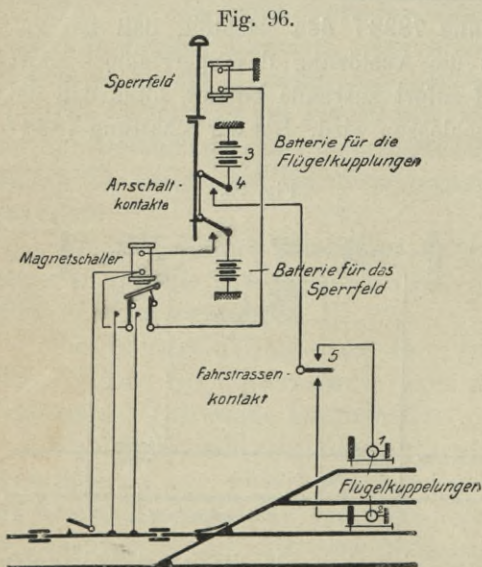 Fig. 96.
Sperrfeld
Batterie für die
Flügelkupplungen
3
4
Anschalt-
kontakte
Magnetschalter
Batterie für das
Sperrfeld
5
Fahrstrassen-
kontakt
1
Flügelkuppelungen
2